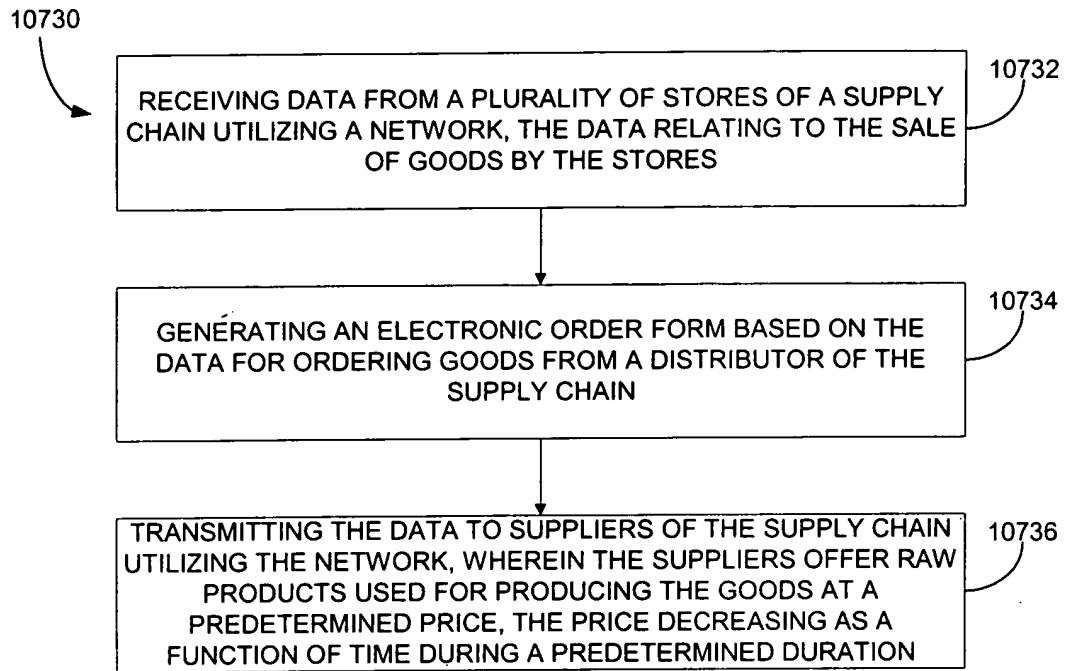 10730
10732
RECEIVING DATA FROM A PLURALITY OF STORES OF A SUPPLY
CHAIN UTILIZING A NETWORK, THE DATA RELATING TO THE SALE
OF GOODS BY THE STORES
10734
GENERATING AN ELECTRONIC ORDER FORM BASED ON THE
DATA FOR ORDERING GOODS FROM A DISTRIBUTOR OF THE
SUPPLY CHAIN
10736
TRANSMITTING THE DATA TO SUPPLIERS OF THE SUPPLY CHAIN
UTILIZING THE NETWORK, WHEREIN THE SUPPLIERS OFFER RAW
PRODUCTS USED FOR PRODUCING THE GOODS AT A
PREDETERMINED PRICE, THE PRICE DECREASING AS A
FUNCTION OF TIME DURING A PREDETERMINED DURATION